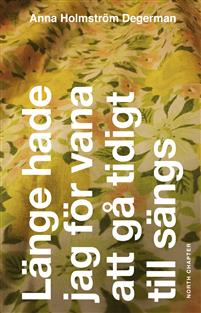 Anna Holmström Degerman
Länge hade
jag för vana
att gå tidigt
till sängs
NORTH CHAPTER